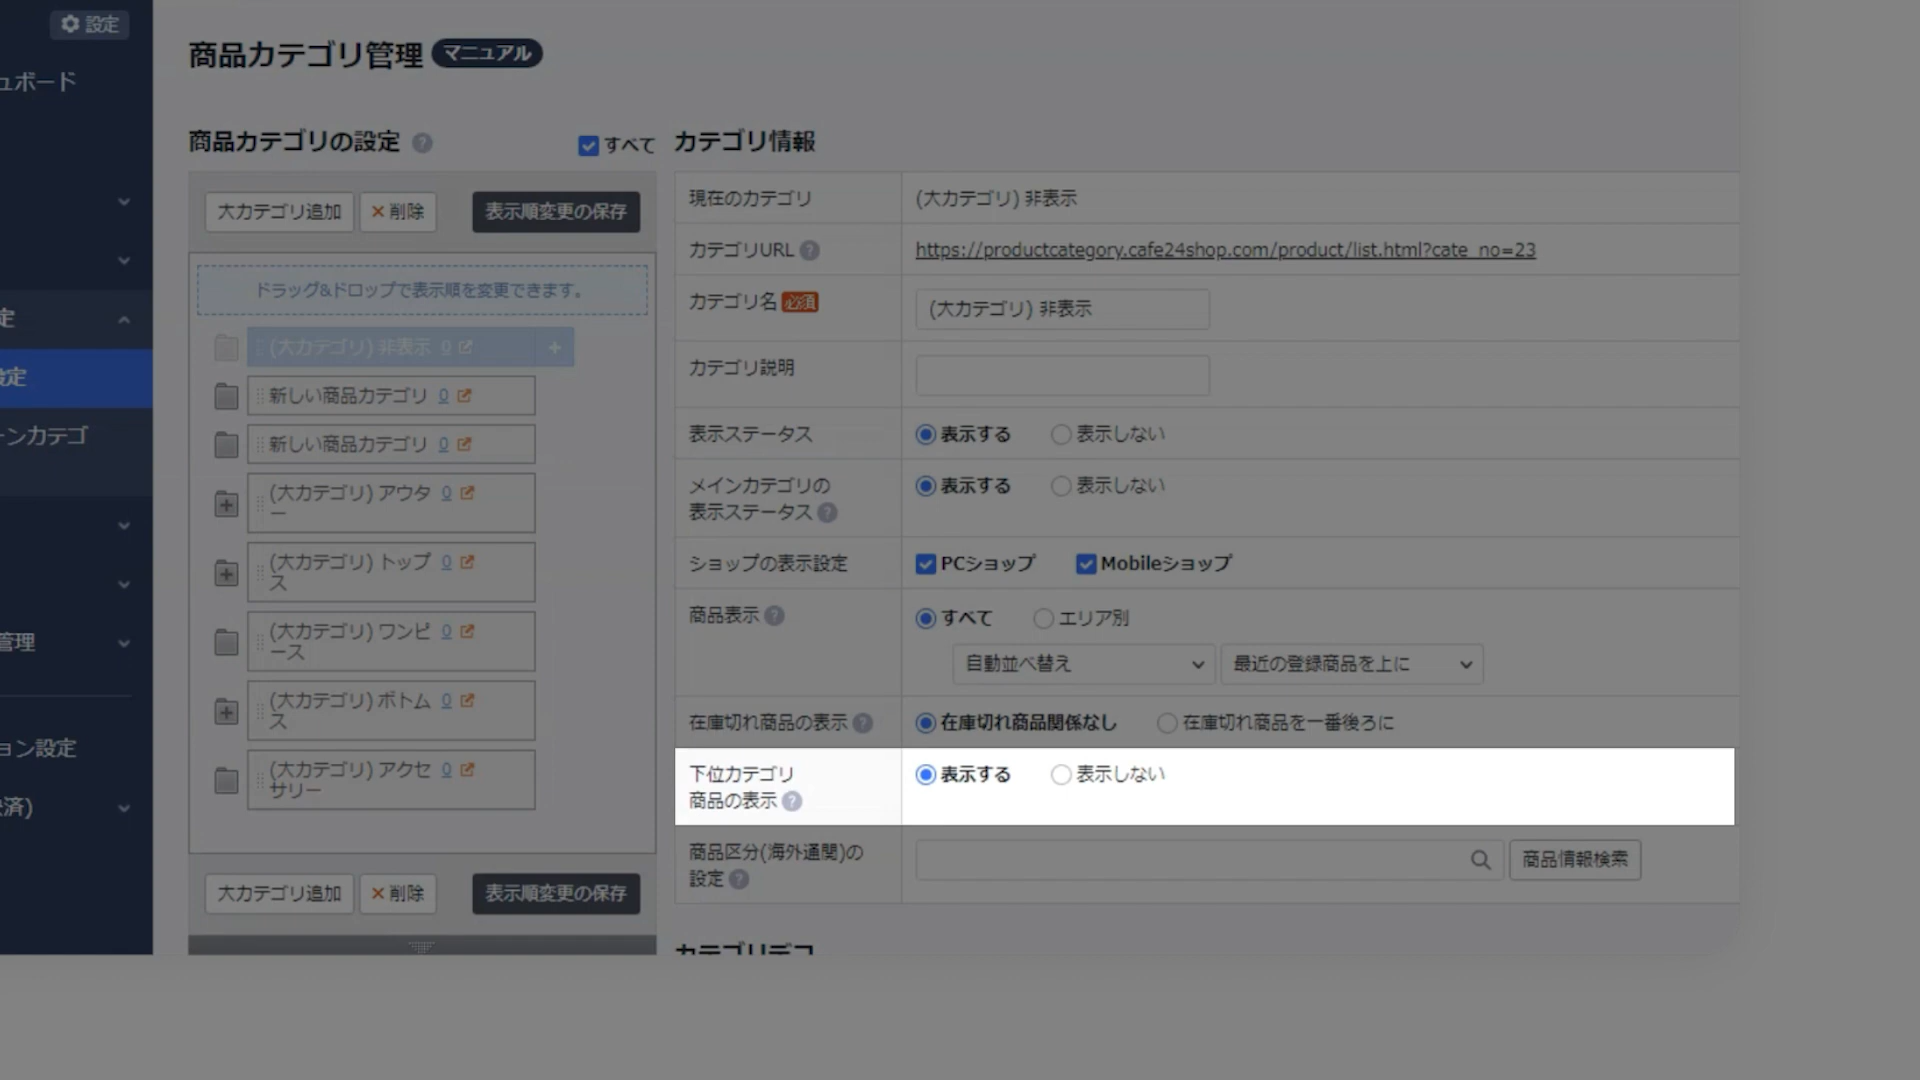 設定
ュボード
定
設定
ーンカテゴ
管理
ョン設定
済)
商品カテゴリ管理 マニュアル
商品カテゴリの設定 ? すべて
大カテゴリ追加 ×削除 表示順変更の保存
ドラッグ&ドロップで表示順を変更できます。
(大カテゴリ) 非表示 0 +
新しい商品カテゴリ 0
新しい商品カテゴリ 0
(大カテゴリ) アウタ 0
ー
(大カテゴリ) トップ 0
ス
(大カテゴリ) ワンピ 0
ース
(大カテゴリ) ボトム 0
ス
(大カテゴリ) アクセ 0
サリー
大カテゴリ追加 ×削除 表示順変更の保存
カテゴリ情報
現在のカテゴリ (大カテゴリ) 非表示
カテゴリURL ? https://productcategory.cafe24shop.com/product/list.html?cate_no=23
カテゴリ名 必須 (大カテゴリ) 非表示
カテゴリ説明
表示ステータス 表示する 表示しない
メインカテゴリの 表示する 表示しない
表示ステータス ?
ショップの表示設定 PCショップ Mobileショップ
商品表示 ? すべて エリア別
自動並べ替え 最近の登録商品を上に
在庫切れ商品の表示 ? 在庫切れ商品関係なし 在庫切れ商品を一番後ろに
下位カテゴリ 表示する 表示しない
商品の表示 ?
商品区分(海外通関)の 商品情報検索
設定 ?
カテゴリデコ